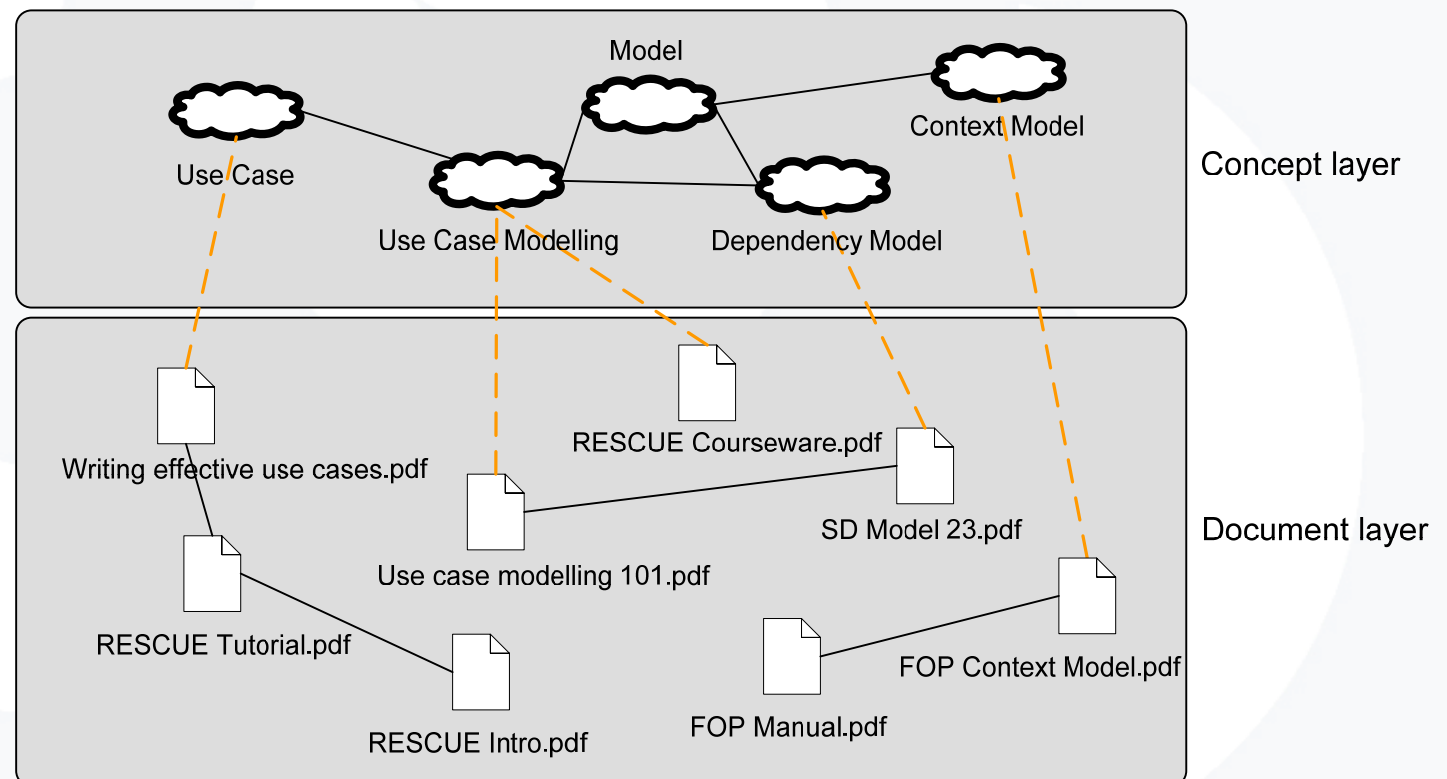 Model
Context Model
Use Case
Concept layer
Use Case Modelling
Dependency Model
RESCUE Courseware.pdf
Writing effective use cases.pdf
SD Model 23.pdf
Document layer
Use case modelling 101.pdf
RESCUE Tutorial.pdf
FOP Context Model.pdf
FOP Manual.pdf
RESCUE Intro.pdf